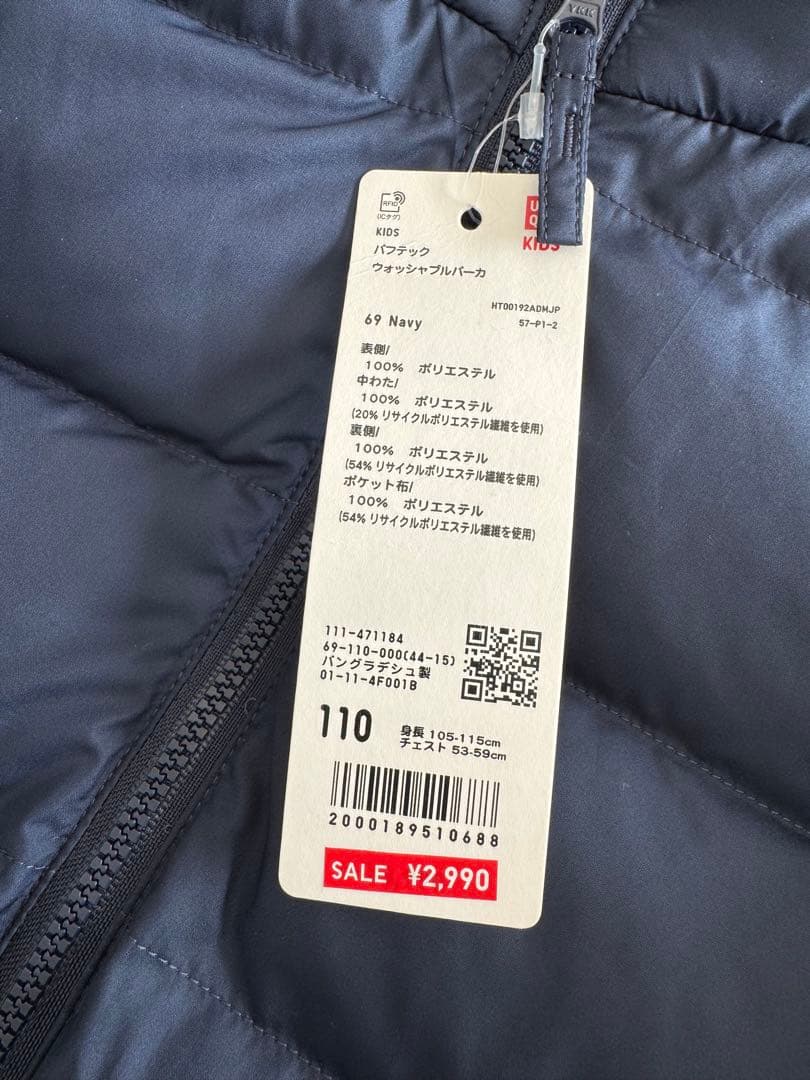 YKK
RFID
(ICタグ)
KIDS
パフテック
ウォッシャブルパーカ
KIDS
HT00192ADMJP
57-P1-2
69 Navy
表側/
100% ポリエステル
中わた/
100% ポリエステル
(20% リサイクルポリエステル繊維を使用)
裏側/
100% ポリエステル
(54% リサイクルポリエステル繊維を使用)
ポケット布/
100% ポリエステル
(54% リサイクルポリエステル繊維を使用)
111-471184
69-110-000(44-15)
バングラデシュ製
01-11-4F001B
110
身長 105-115cm
チェスト 53-59cm
2000189510688
SALE ¥2,990